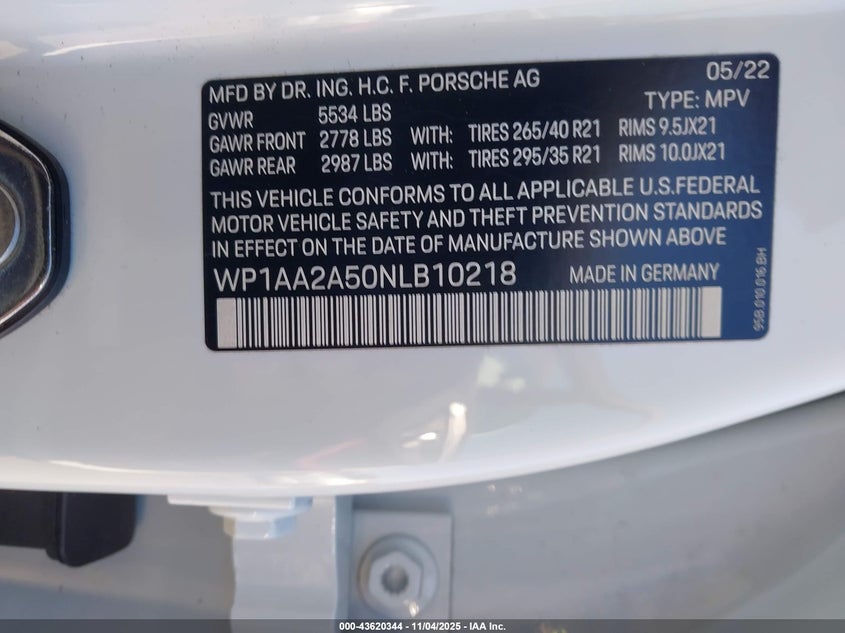 MFD BY DR. ING. H.C. F. PORSCHE AG 05/22
GVWR 5534 LBS TYPE: MPV
GAWR FRONT 2778 LBS WITH: TIRES 265/40 R21 RIMS 9.5JX21
GAWR REAR 2987 LBS WITH: TIRES 295/35 R21 RIMS 10.0JX21
THIS VEHICLE CONFORMS TO ALL APPLICABLE U.S.FEDERAL
MOTOR VEHICLE SAFETY AND THEFT PREVENTION STANDARDS
IN EFFECT ON THE DATE OF MANUFACTURE SHOWN ABOVE
WP1AA2A50NLB10218 MADE IN GERMANY
95B.010.016.BH
000-43620344 - 11/04/2025 - IAA Inc.